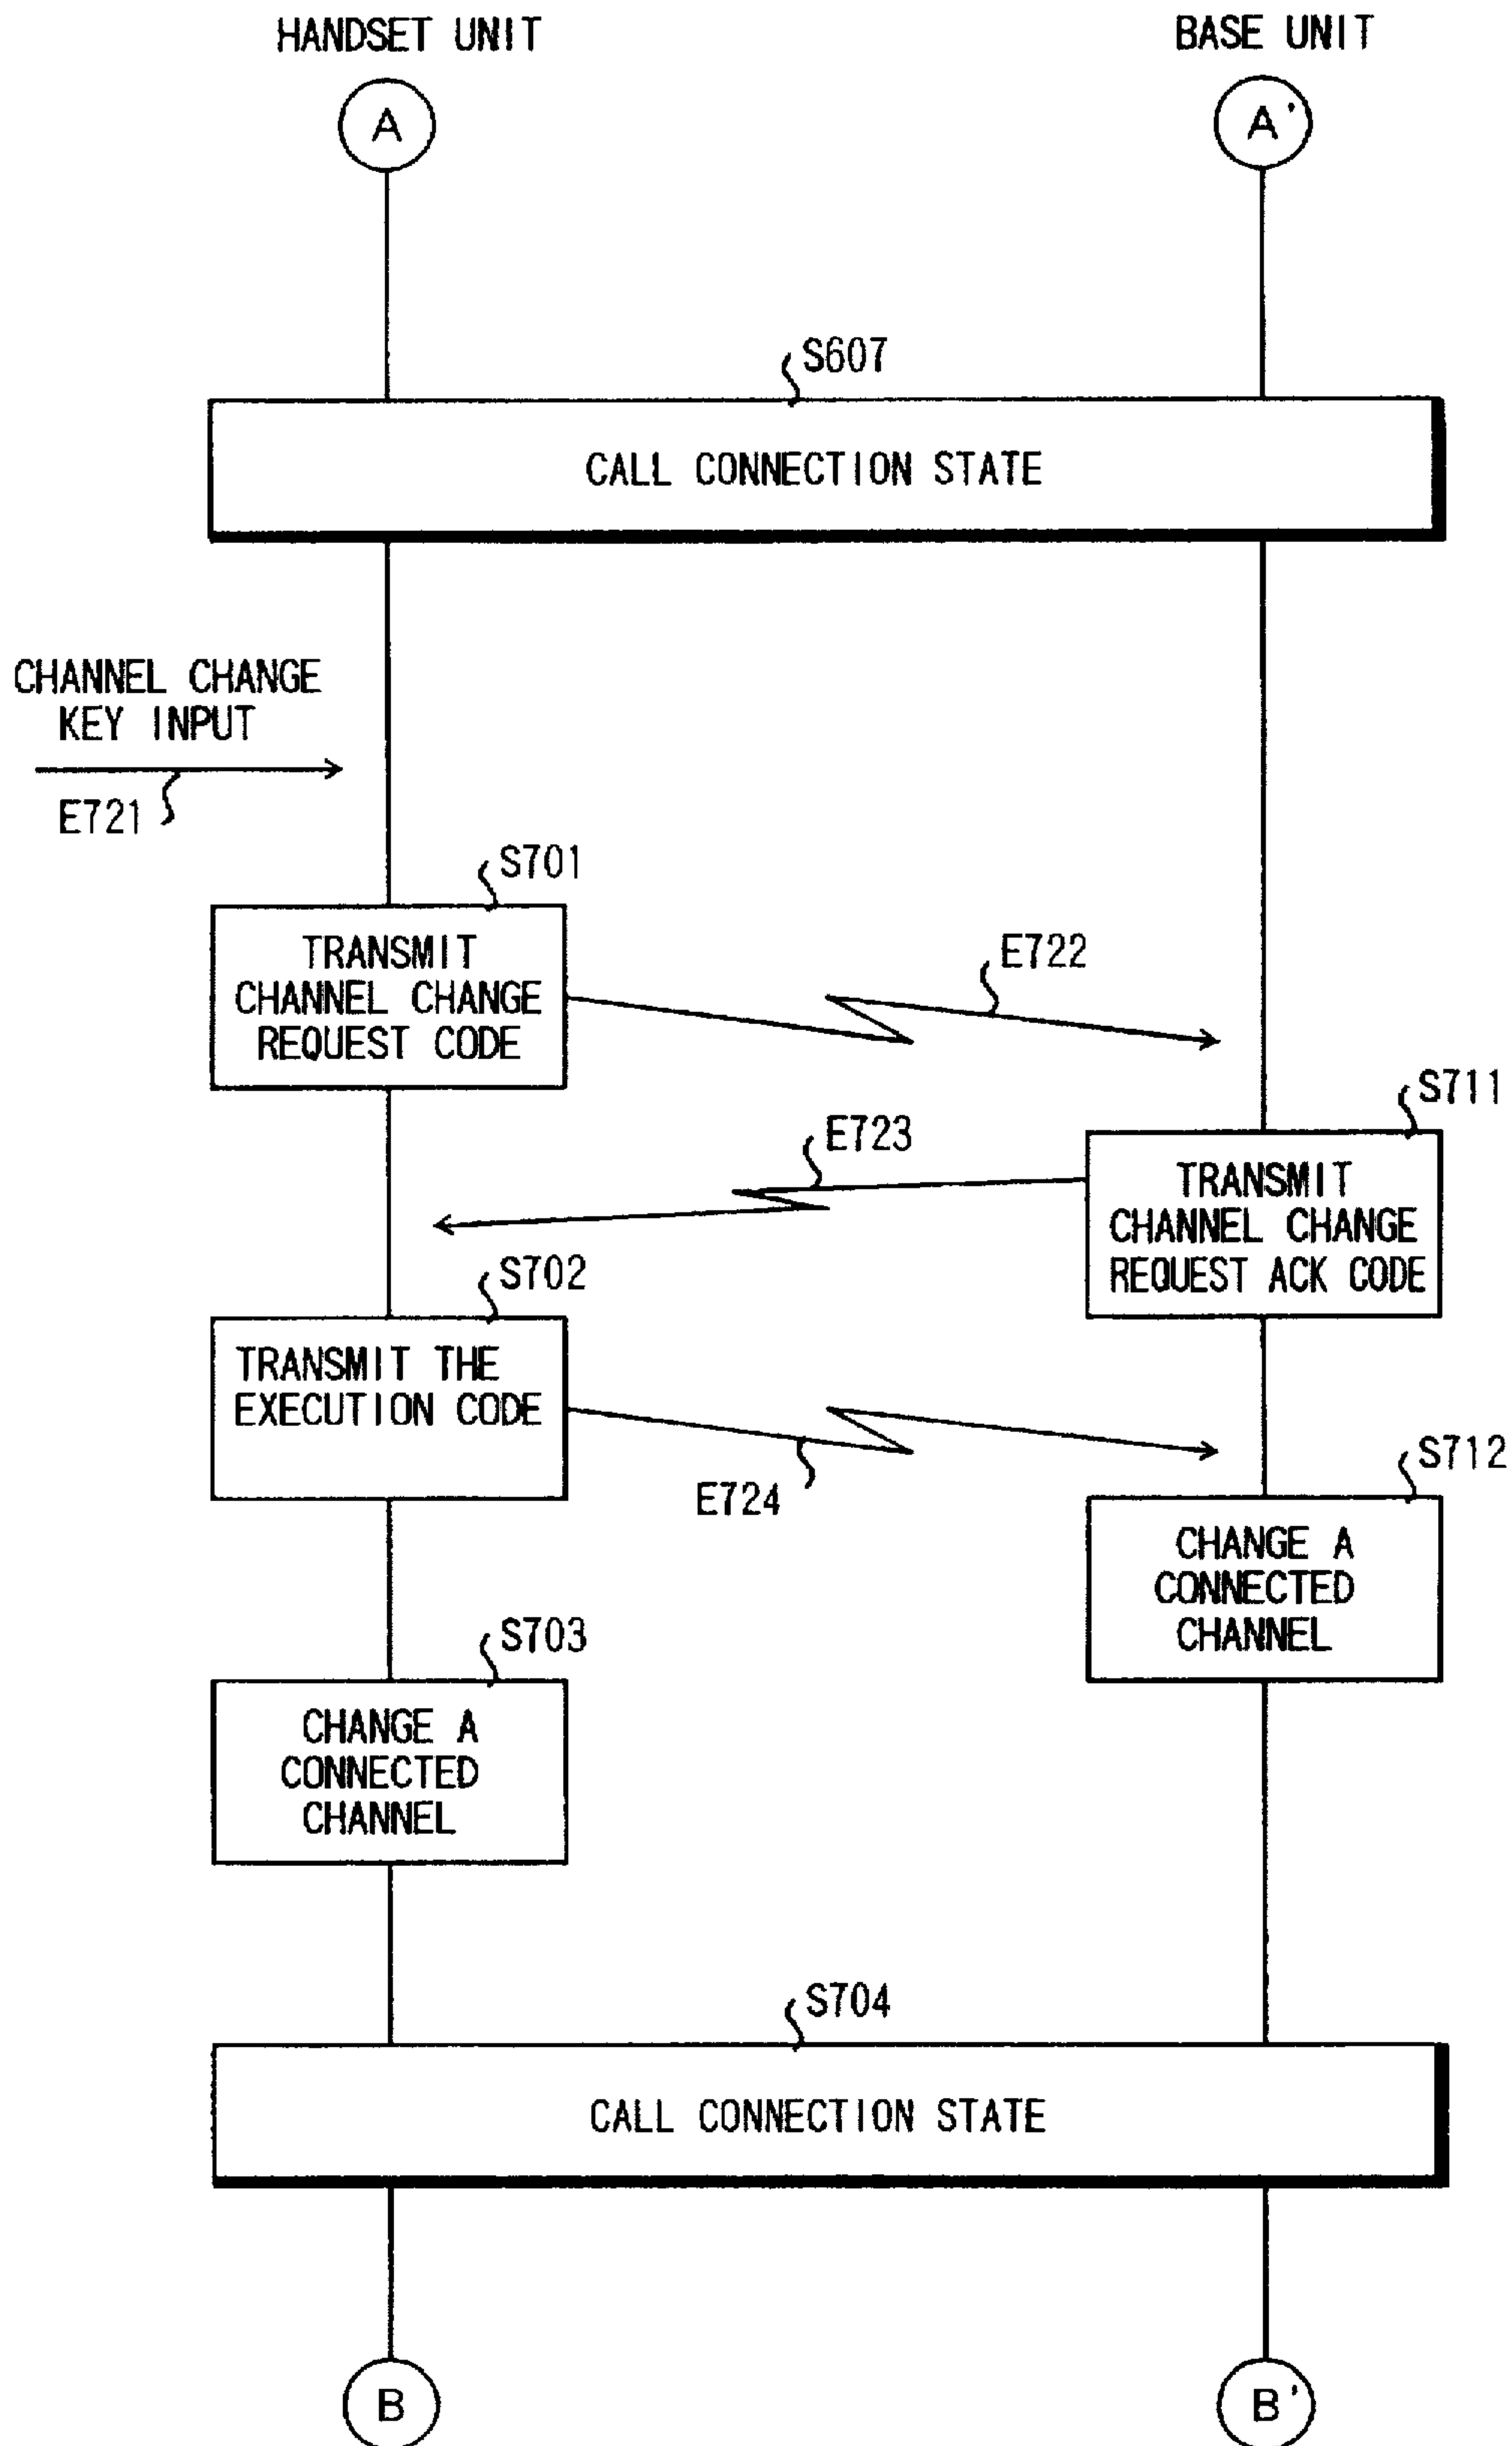 HANDSET UNIT
BASE UNIT
A
A'
S607
CALL CONNECTION STATE
CHANNEL CHANGE
KEY INPUT
E721
S701
TRANSMIT
CHANNEL CHANGE
REQUEST CODE
E722
S711
E723
TRANSMIT
CHANNEL CHANGE
REQUEST ACK CODE
S702
TRANSMIT THE
EXECUTION CODE
E724
S712
CHANGE A
CONNECTED
CHANNEL
S703
CHANGE A
CONNECTED
CHANNEL
S704
CALL CONNECTION STATE
B
B'